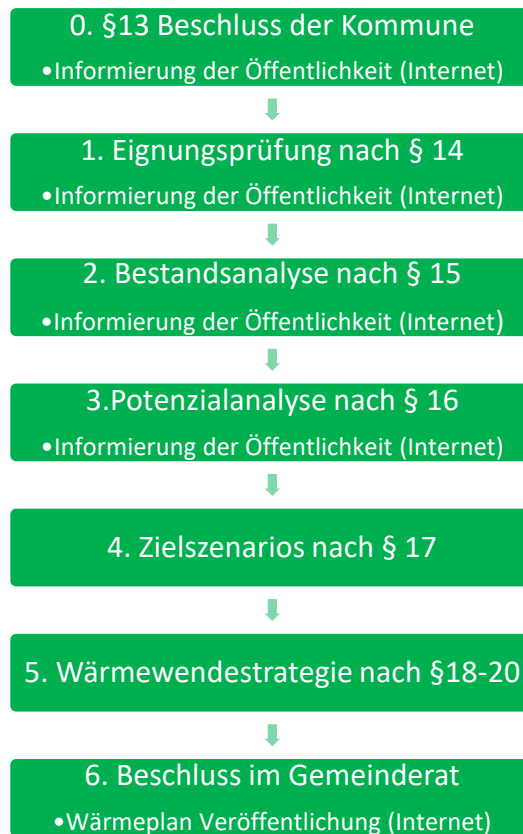 0. §13 Beschluss der Kommune
•Informierung der Öffentlichkeit (Internet)
1. Eignungsprüfung nach § 14
•Informierung der Öffentlichkeit (Internet)
2. Bestandsanalyse nach § 15
•Informierung der Öffentlichkeit (Internet)
3.Potenzialanalyse nach § 16
•Informierung der Öffentlichkeit (Internet)
4. Zielszenarios nach § 17
5. Wärmewendestrategie nach §18-20
6. Beschluss im Gemeinderat
•Wärmeplan Veröffentlichung (Internet)